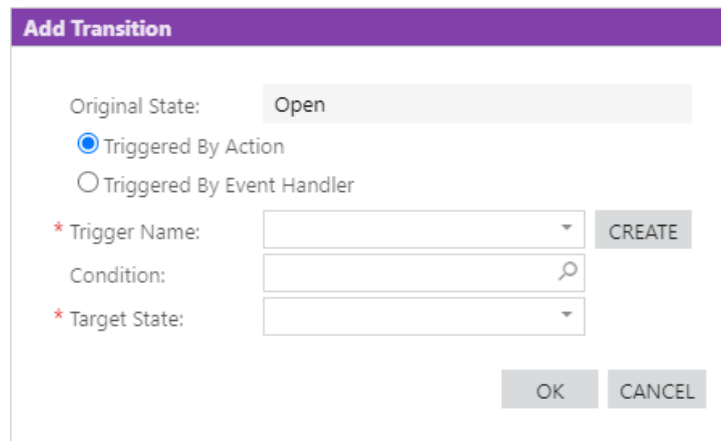 Add Transition
Original State: Open
Triggered By Action
Triggered By Event Handler
* Trigger Name: CREATE
Condition:
* Target State:
OK CANCEL